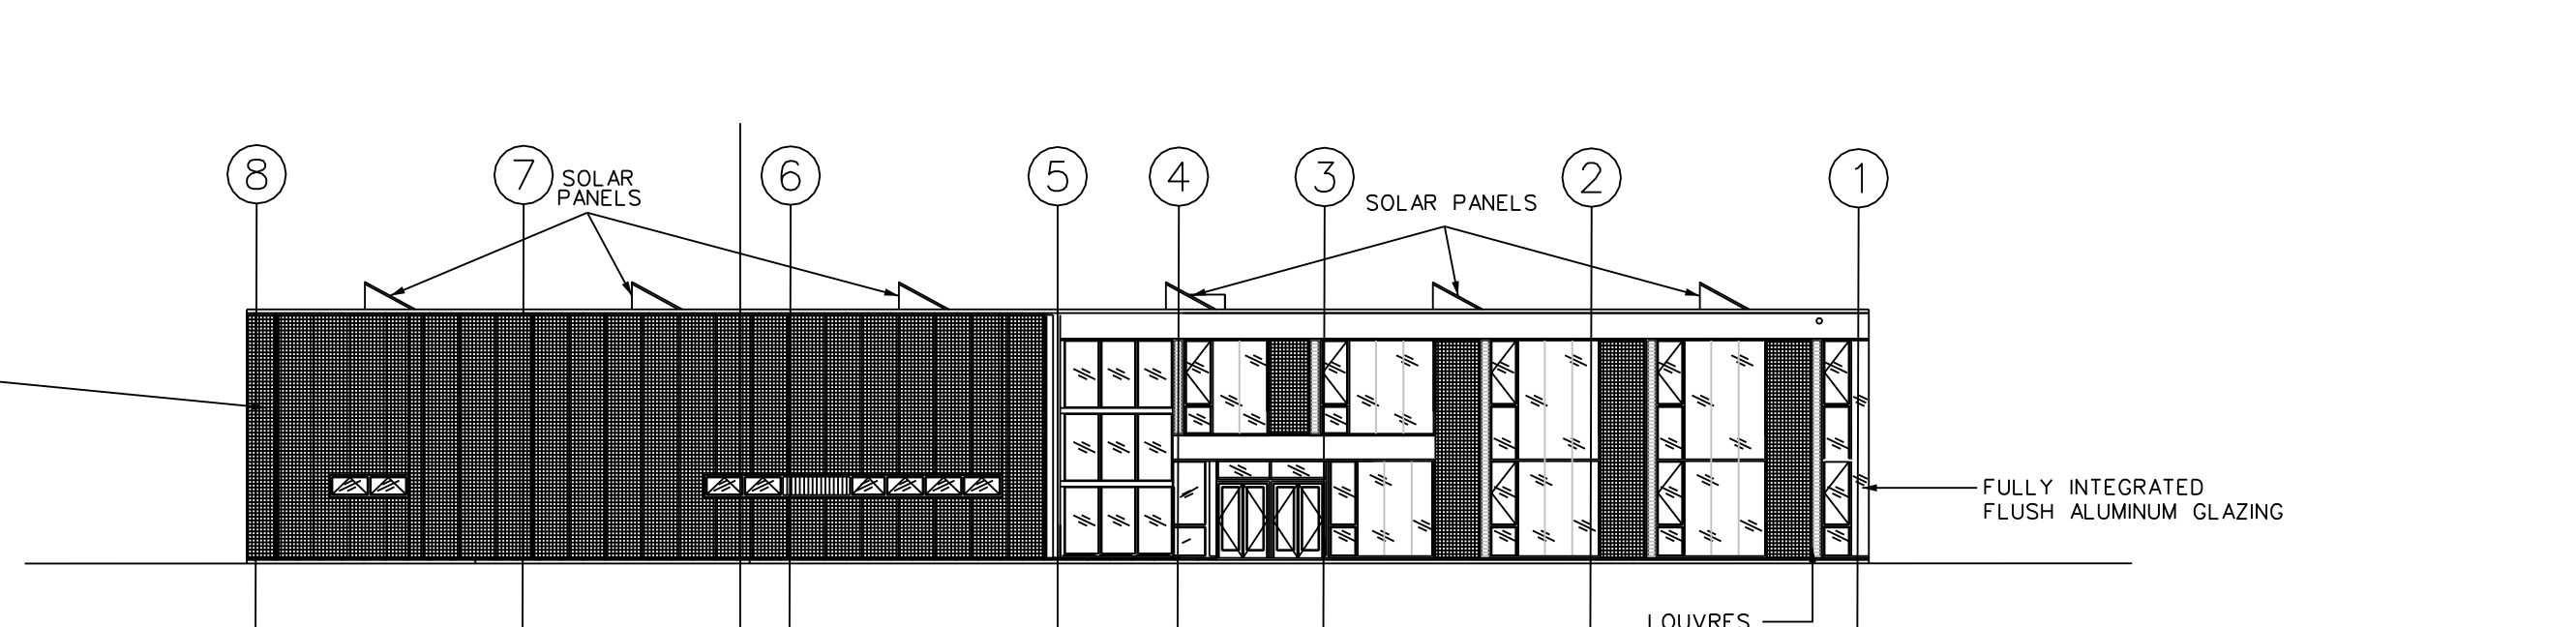 8
7
6
5
4
3
2
1
SOLAR
PANELS
SOLAR PANELS
FULLY INTEGRATED
FLUSH ALUMINUM GLAZING
LOUVRES